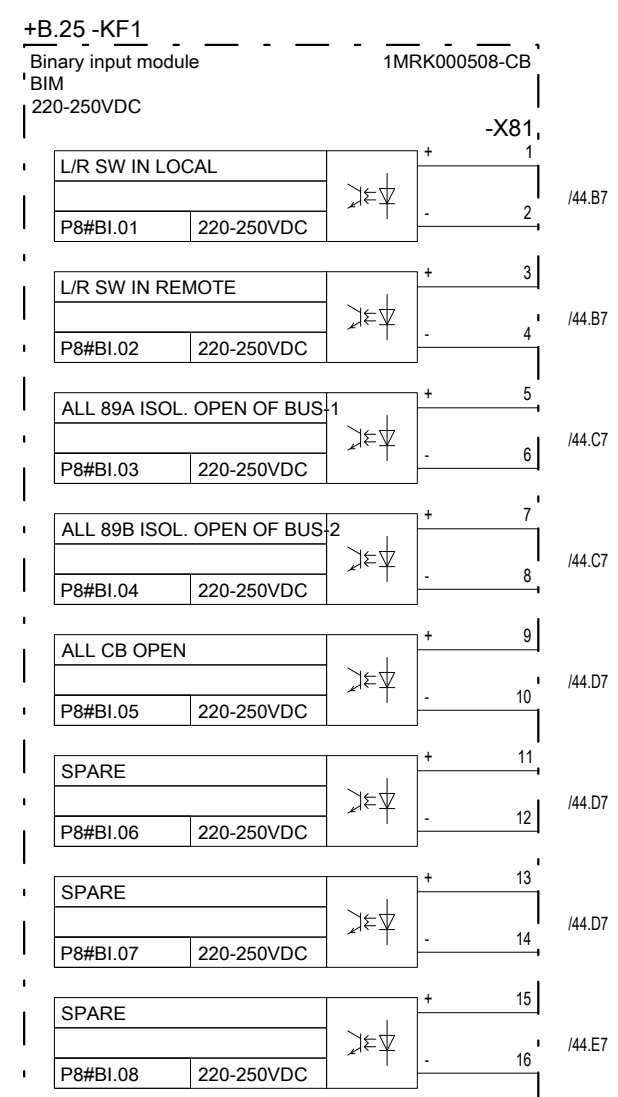 +B.25 -KF1
Binary input module 1MRK000508-CB
BIM
220-250VDC
-X81
L/R SW IN LOCAL + 1
/44.B7
P8#BI.01 220-250VDC - 2
L/R SW IN REMOTE + 3
/44.B7
P8#BI.02 220-250VDC - 4
ALL 89A ISOL. OPEN OF BUS-1 + 5
/44.C7
P8#BI.03 220-250VDC - 6
ALL 89B ISOL. OPEN OF BUS-2 + 7
/44.C7
P8#BI.04 220-250VDC - 8
ALL CB OPEN + 9
/44.D7
P8#BI.05 220-250VDC - 10
SPARE + 11
/44.D7
P8#BI.06 220-250VDC - 12
SPARE + 13
/44.D7
P8#BI.07 220-250VDC - 14
SPARE + 15
/44.E7
P8#BI.08 220-250VDC - 16